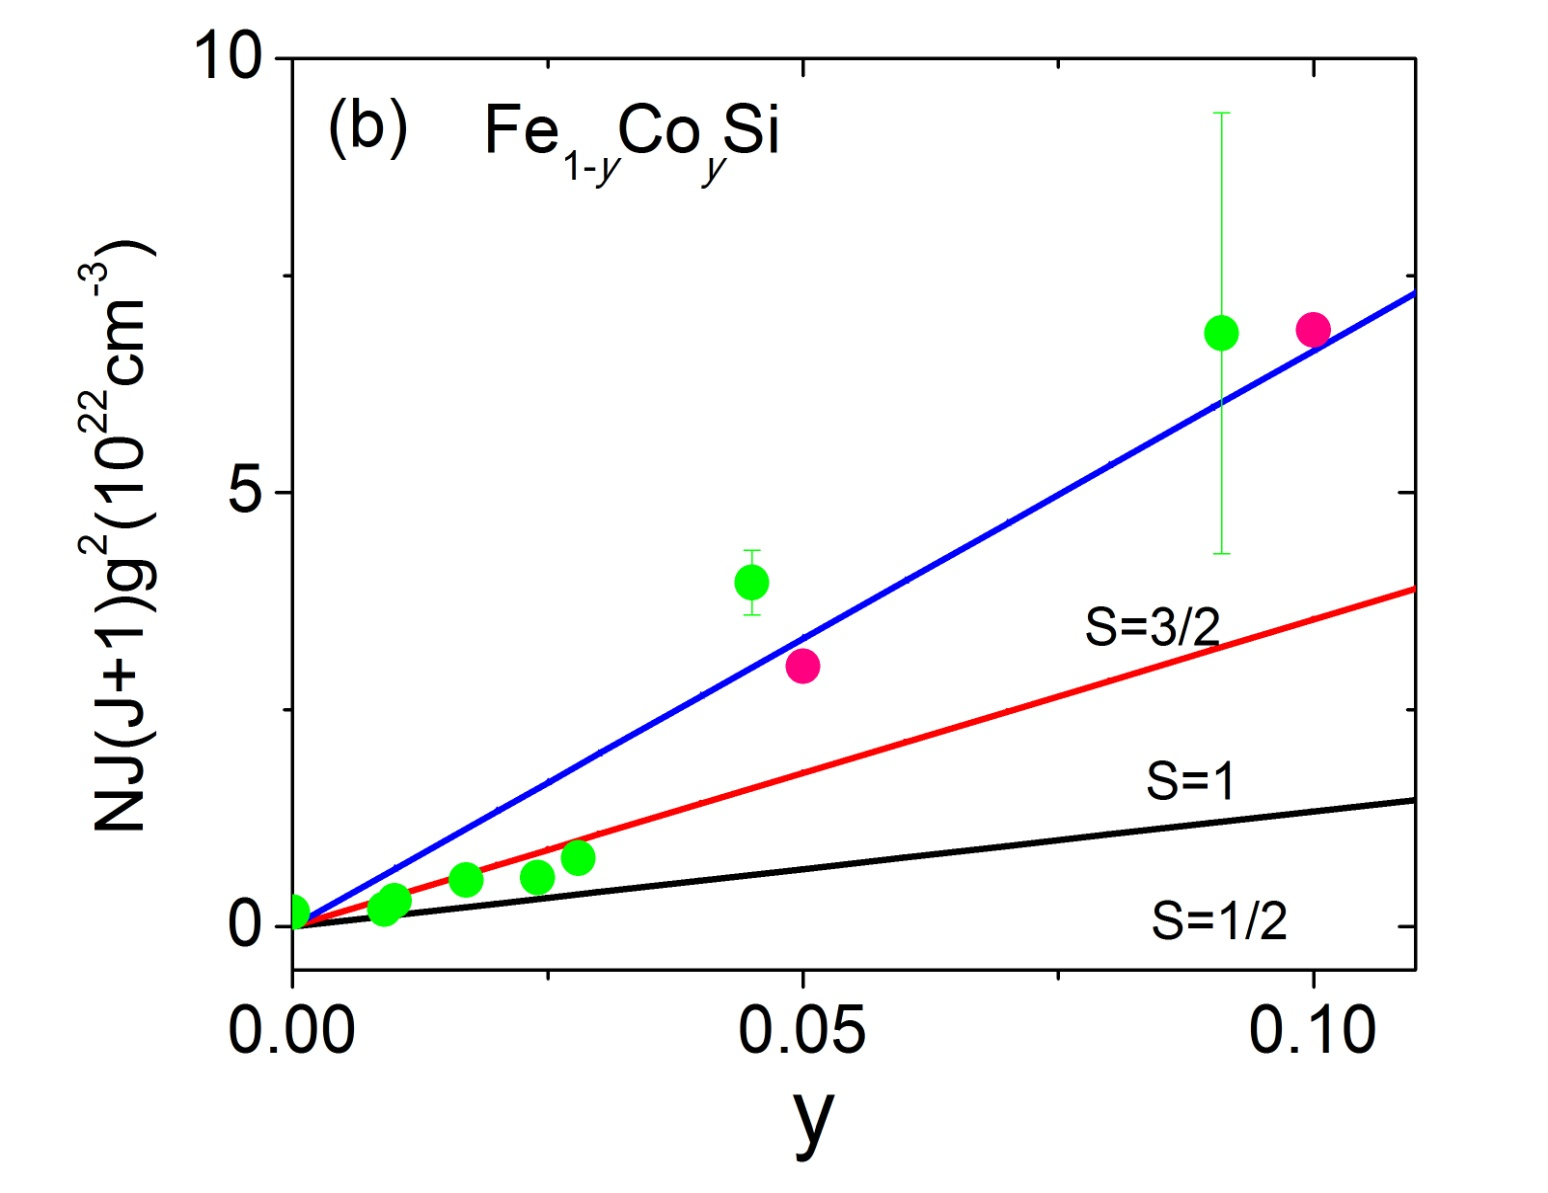 (b) Fe1-yCoySi
NJ(J+1)g2(1022cm-3)
10
5
0
S=3/2
S=1
S=1/2
0.00 0.05 0.10
y